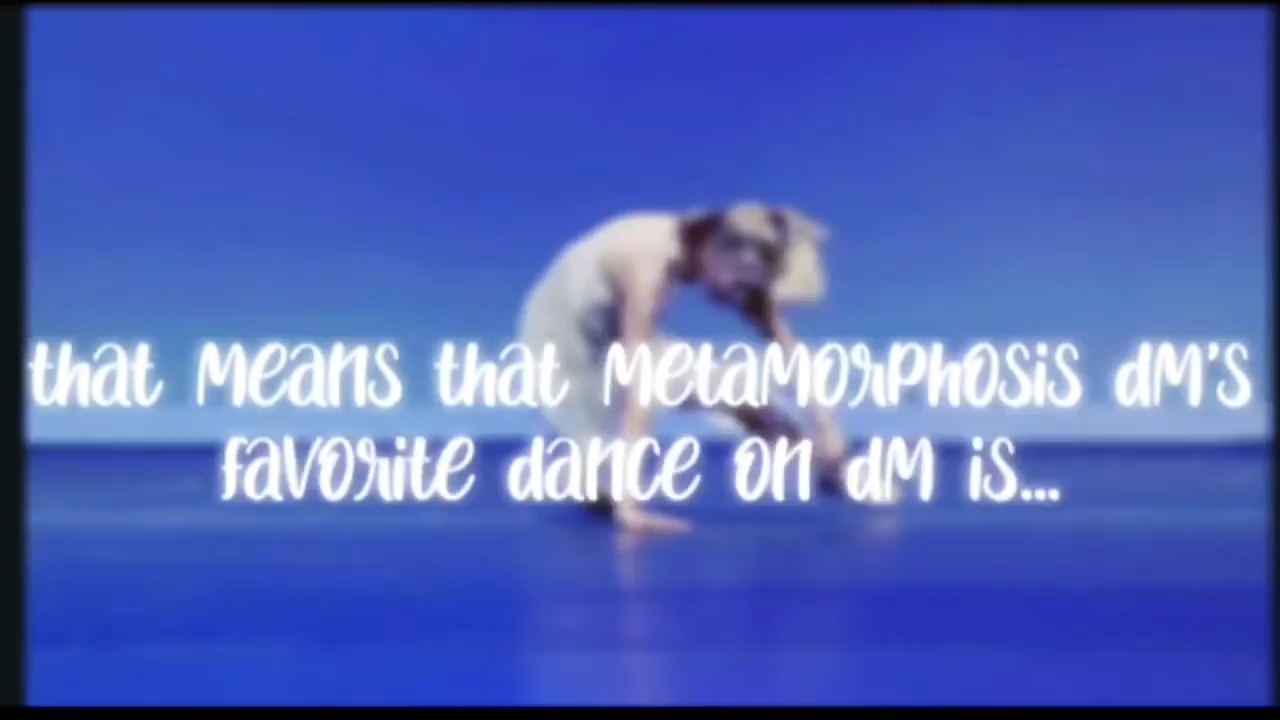 that means that metamorphosis dm's
favorite dance on dm is...